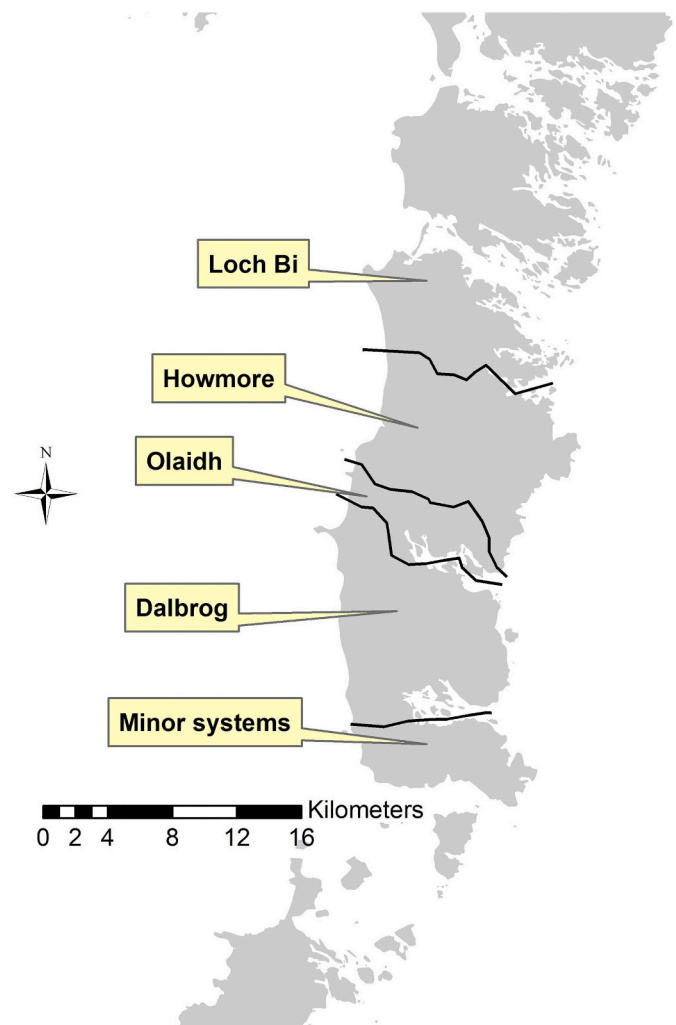 Loch Bi
Howmore
Olaidh
N
Dalbrog
Minor systems
Kilometers
0 2 4 8 12 16